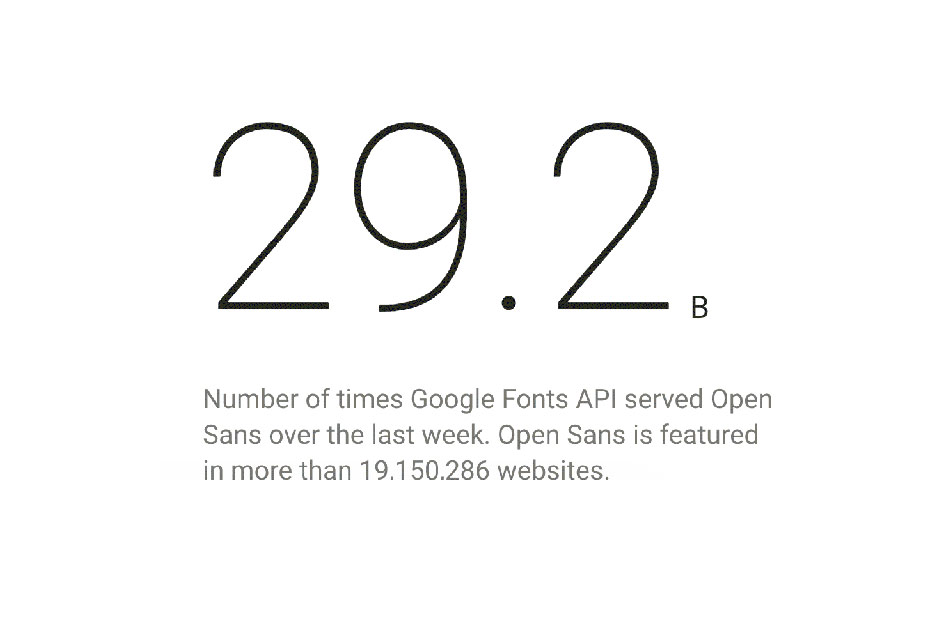 29.2 B
Number of times Google Fonts API served Open
Sans over the last week. Open Sans is featured
in more than 19.150.286 websites.